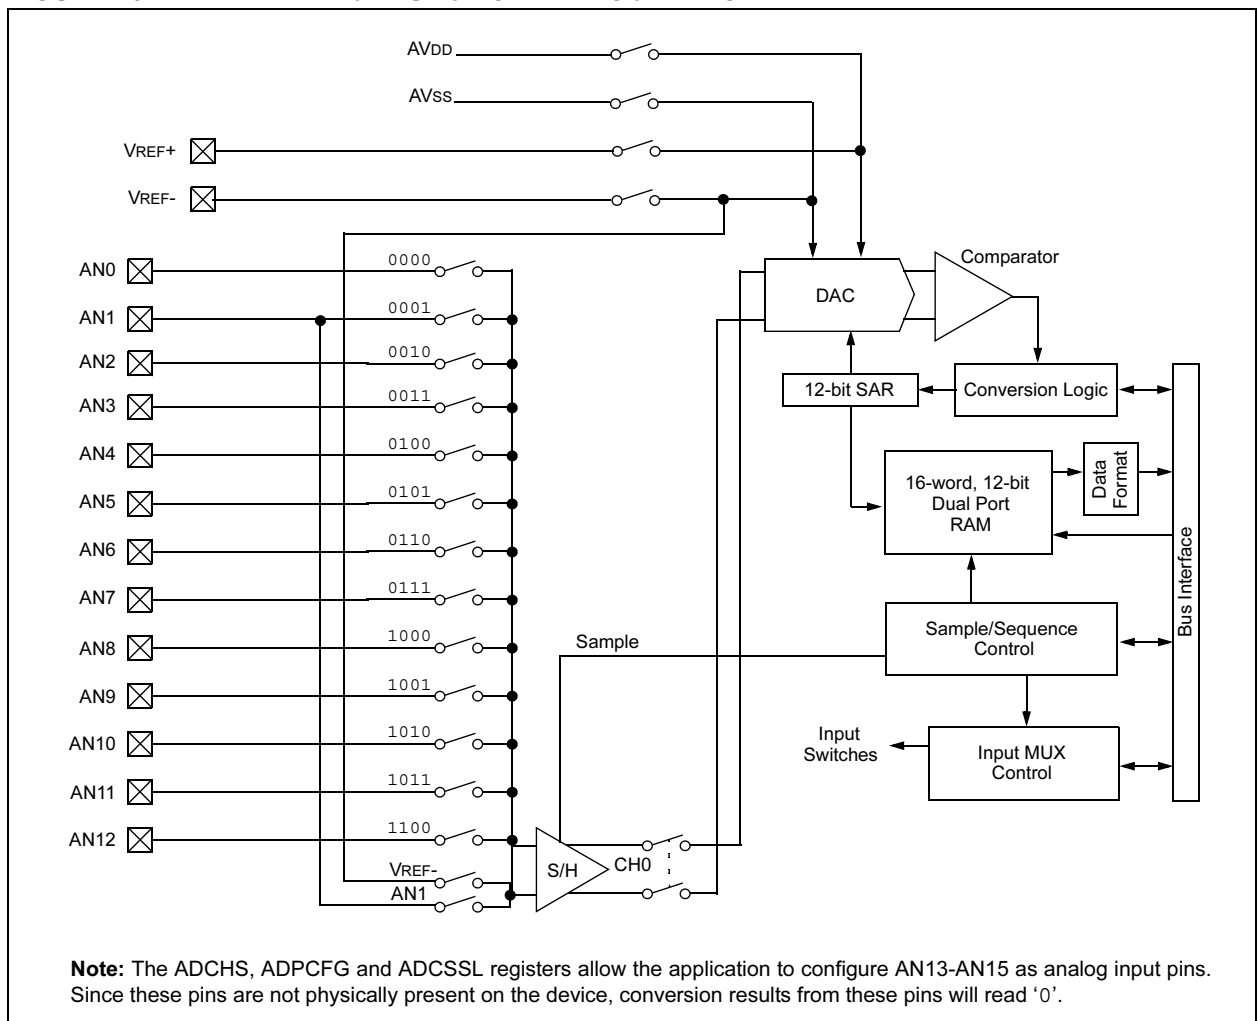 AVDD
AVSS
VREF+
VREF-
AN0
0000
AN1
0001
AN2
0010
AN3
0011
AN4
0100
AN5
0101
AN6
0110
AN7
0111
AN8
1000
AN9
1001
AN10
1010
AN11
1011
AN12
1100
VREF-
AN1
S/H
CH0
Sample
DAC
Comparator
12-bit SAR
Conversion Logic
16-word, 12-bit
Dual Port
RAM
Data
Format
Bus Interface
Sample/Sequence
Control
Input
Switches
Input MUX
Control
Note: The ADCHS, ADPCFG and ADCSSL registers allow the application to configure AN13-AN15 as analog input pins.
Since these pins are not physically present on the device, conversion results from these pins will read ‘0’.